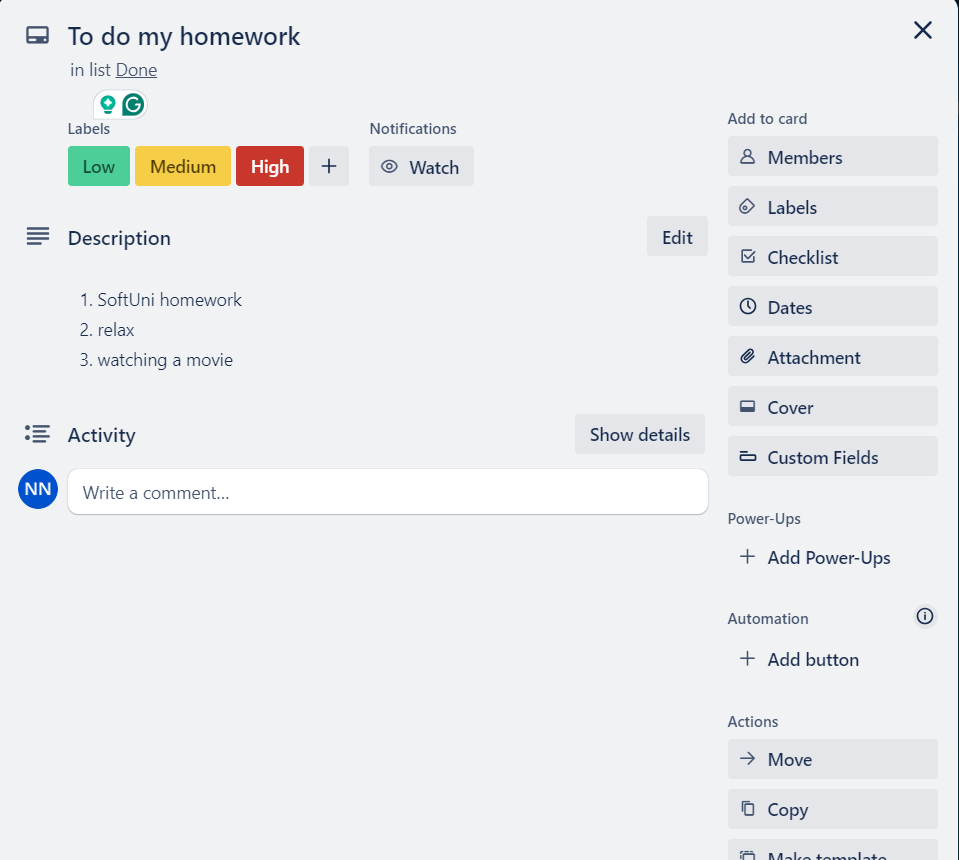 To do my homework
in list Done
Labels
Low Medium High
Notifications
Watch
Description
Edit
1. SoftUni homework
2. relax
3. watching a movie
Activity
Show details
NN
Write a comment…
Add to card
Members
Labels
Checklist
Dates
Attachment
Cover
Custom Fields
Power-Ups
Add Power-Ups
Automation
Add button
Actions
Move
Copy
Make template